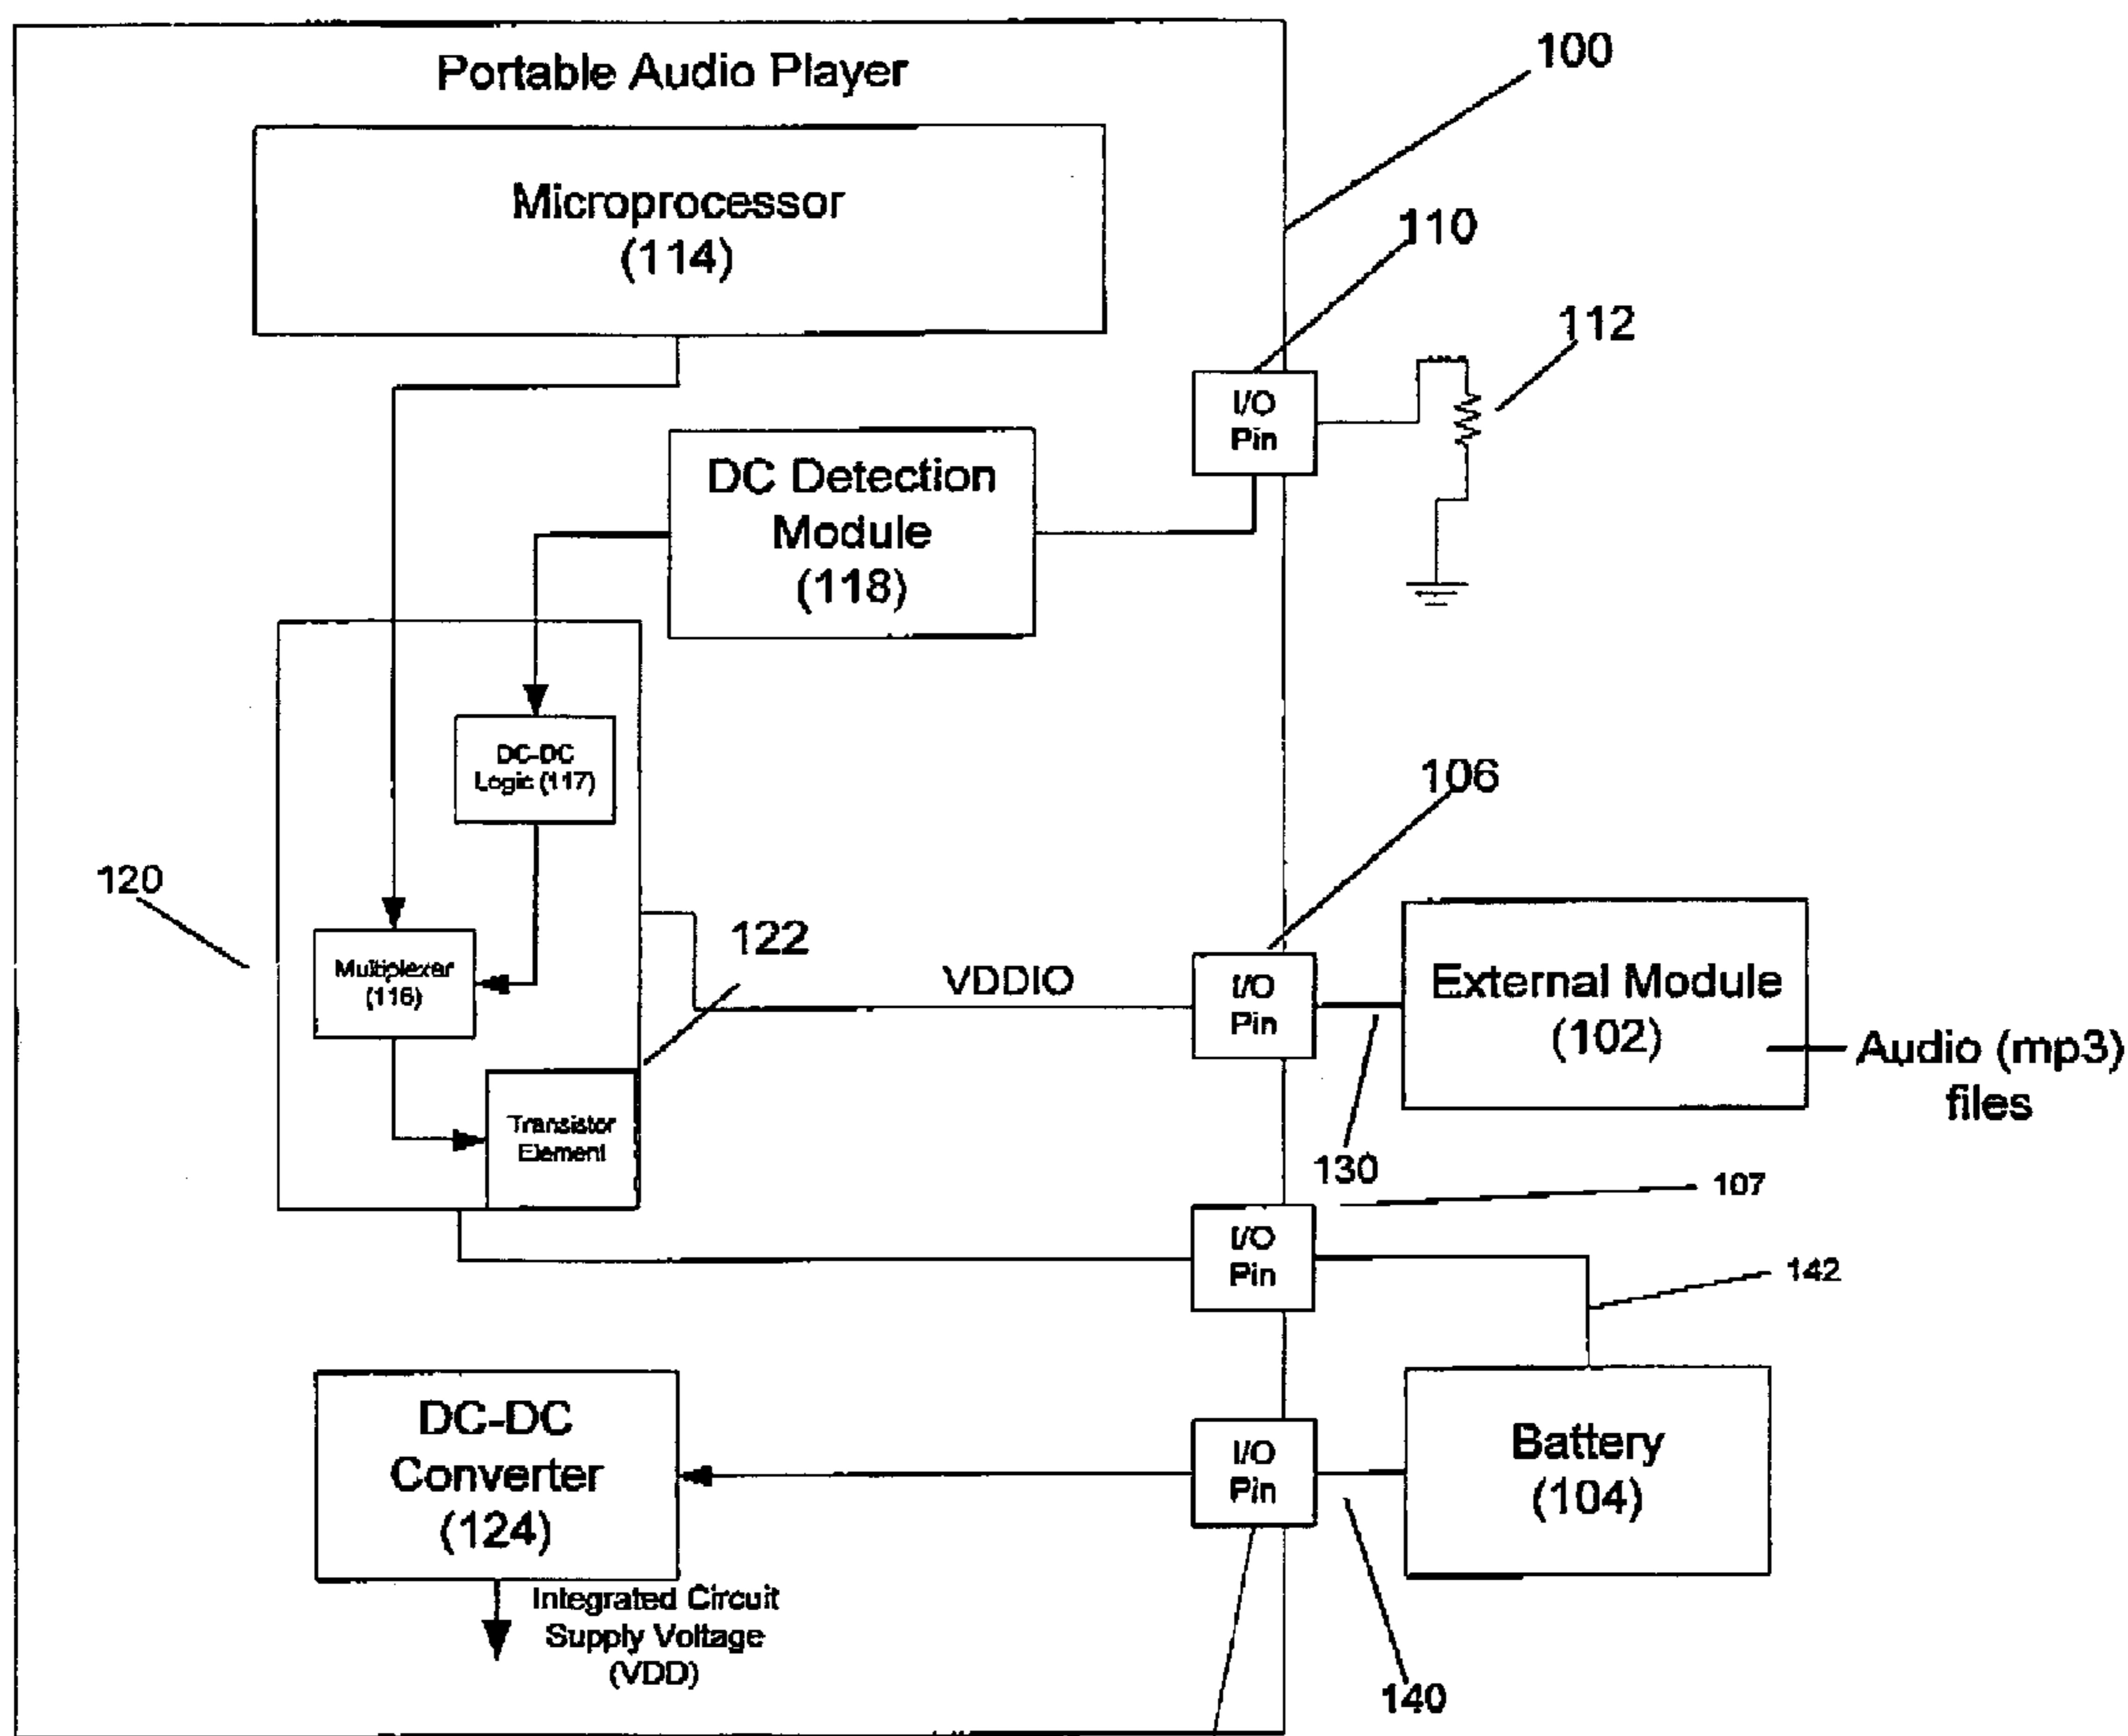 Portable Audio Player
100
Microprocessor
(114)
110
112
I/O
Pin
DC Detection
Module
(118)
DC-DC
Logic (117)
106
120
Multiplexer
(116)
122
VDDIO
I/O
Pin
External Module
(102)
Audio (mp3)
files
Transistor
Element
130
107
I/O
Pin
142
DC-DC
Converter
(124)
I/O
Pin
Battery
(104)
Integrated Circuit
Supply Voltage
(VDD)
140